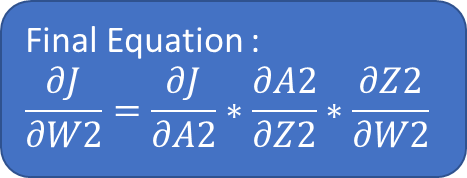 Final Equation :
∂J/∂W2 = ∂J/∂A2 * ∂A2/∂Z2 * ∂Z2/∂W2